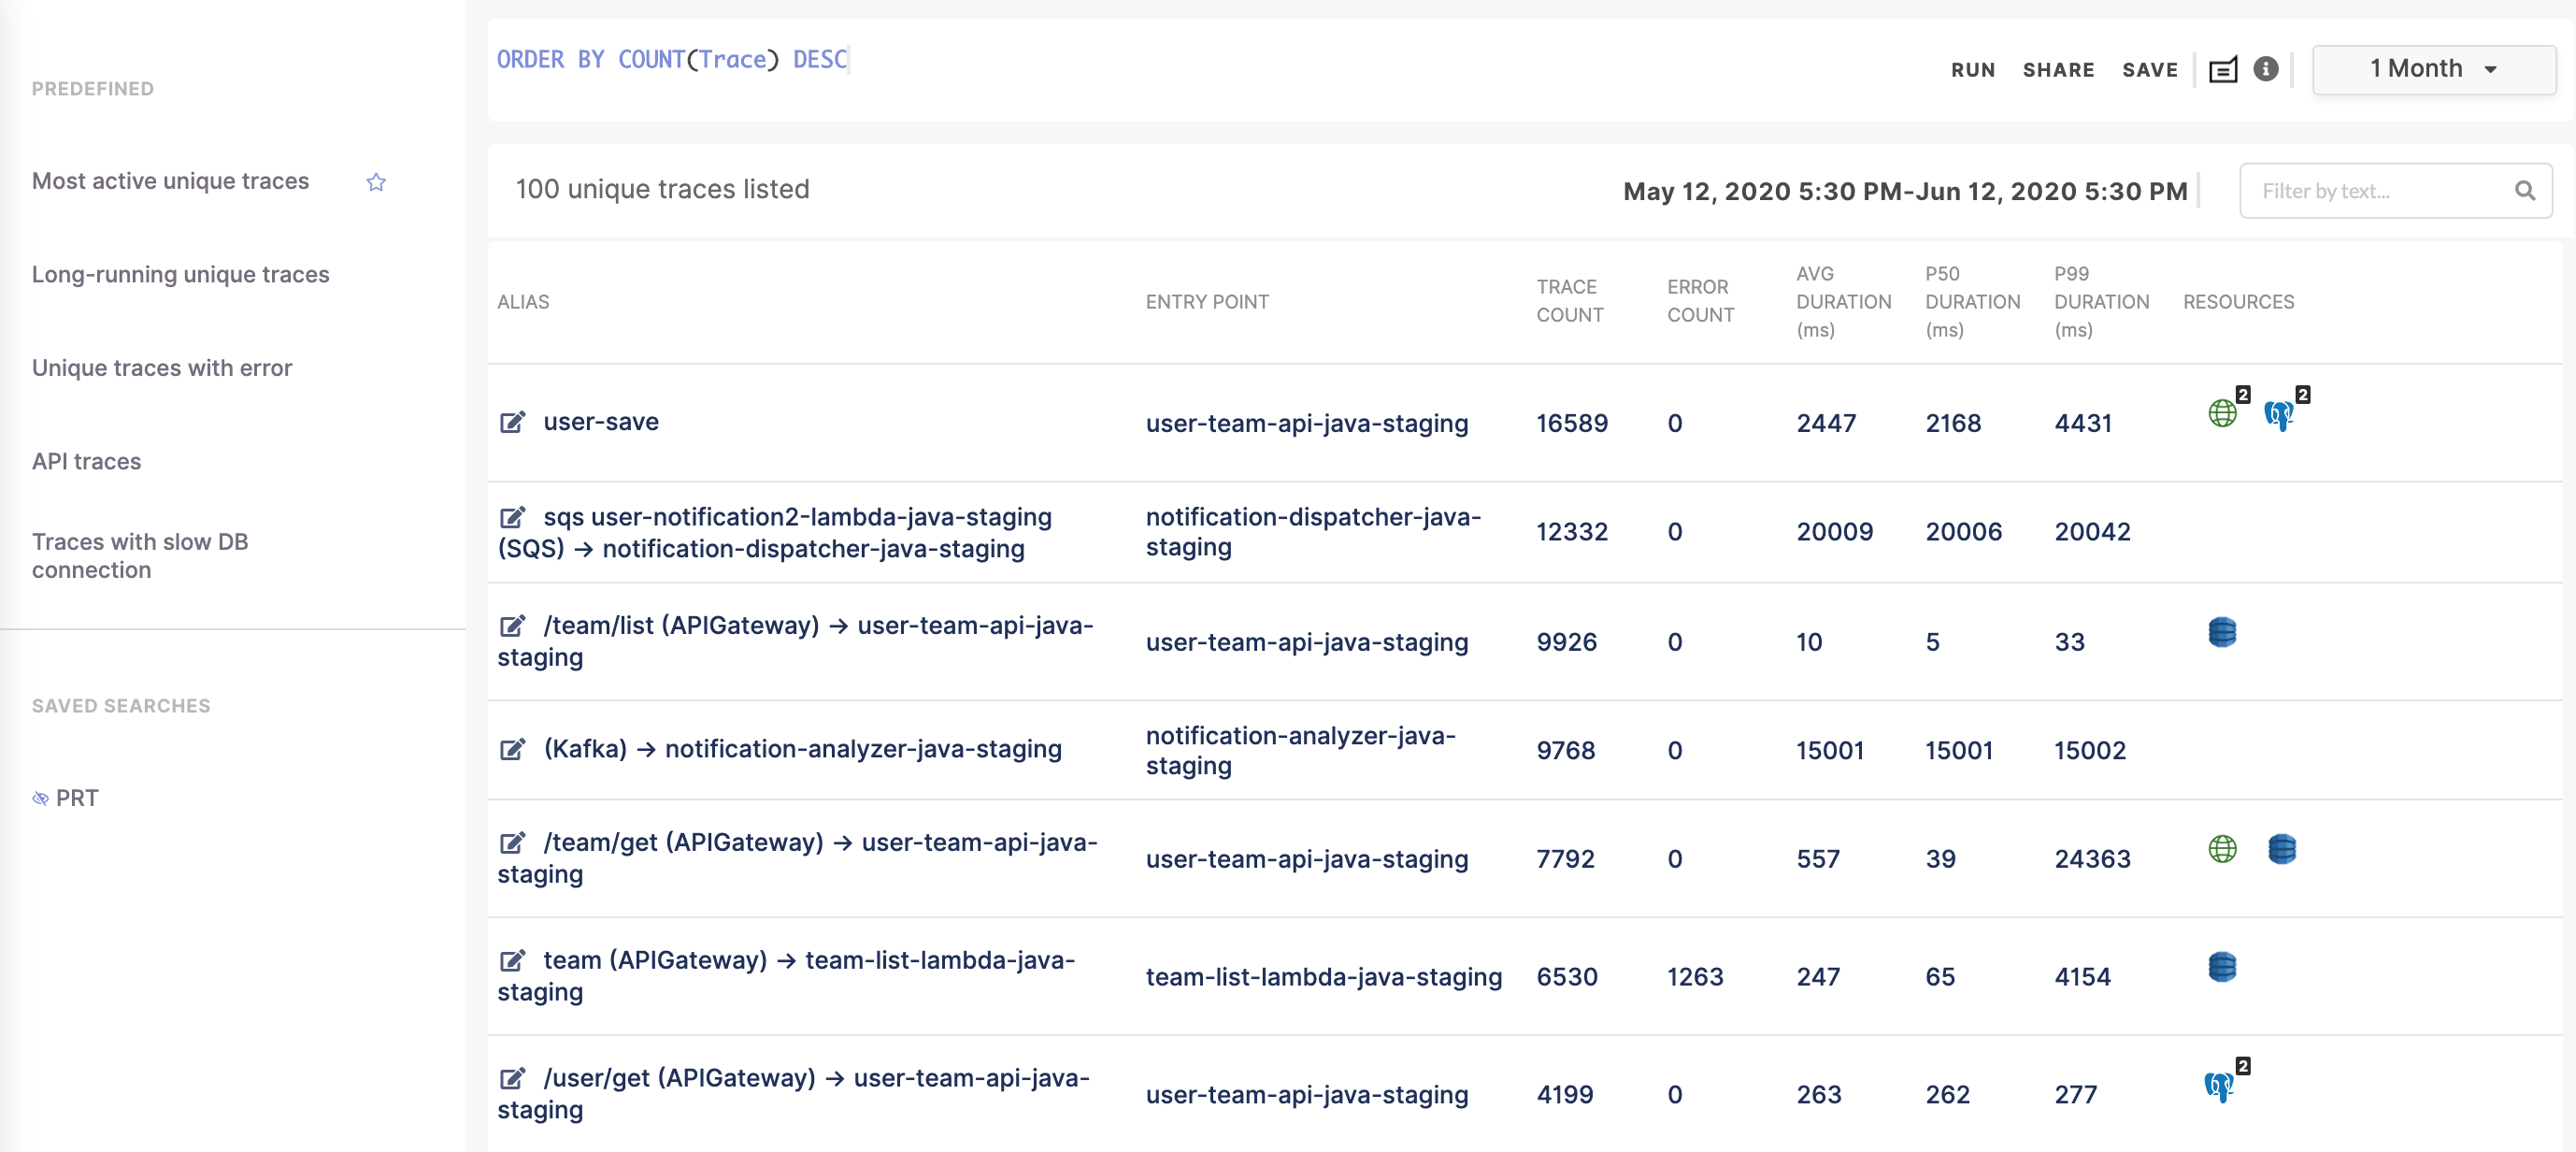 PREDEFINED
Most active unique traces
Long-running unique traces
Unique traces with error
API traces
Traces with slow DB
connection
SAVED SEARCHES
PRT
ORDER BY COUNT(Trace) DESC
RUN SHARE SAVE
1 Month
100 unique traces listed
May 12, 2020 5:30 PM-Jun 12, 2020 5:30 PM
Filter by text...
ALIAS
ENTRY POINT
TRACE
COUNT
ERROR
COUNT
AVG
DURATION
(ms)
P50
DURATION
(ms)
P99
DURATION
(ms)
RESOURCES
user-save
user-team-api-java-staging
16589 0 2447 2168 4431
2 2
sqs user-notification2-lambda-java-staging
(SQS) → notification-dispatcher-java-staging
notification-dispatcher-java-
staging
12332 0 20009 20006 20042
/team/list (APIGateway) → user-team-api-java-
staging
user-team-api-java-staging
9926 0 10 5 33
(Kafka) → notification-analyzer-java-staging
notification-analyzer-java-
staging
9768 0 15001 15001 15002
/team/get (APIGateway) → user-team-api-java-
staging
user-team-api-java-staging
7792 0 557 39 24363
team (APIGateway) → team-list-lambda-java-
staging
team-list-lambda-java-staging
6530 1263 247 65 4154
/user/get (APIGateway) → user-team-api-java-
staging
user-team-api-java-staging
4199 0 263 262 277
2